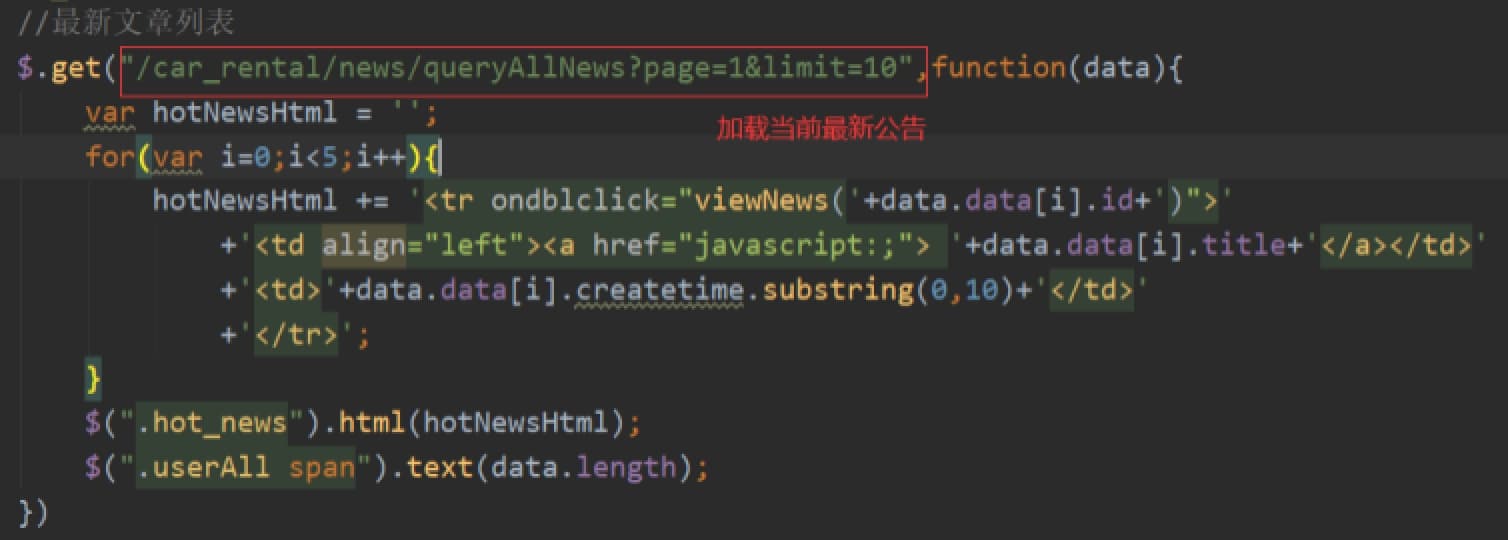 //最新文章列表
$.get("/car_rental/news/queryAllNews?page=1&limit=10",function(data){
var hotNewsHtml = '';
加载当前最新公告
for(var i=0;i<5;i++){
hotNewsHtml += '<tr ondblclick="viewNews('+data.data[i].id+')">'
+'<td align="left"><a href="javascript:;"> '+data.data[i].title+'</a></td>'
+'<td>'+data.data[i].createtime.substring(0,10)+'</td>'
+'</tr>';
}
$(".hot_news").html(hotNewsHtml);
$(".userAll span").text(data.length);
})